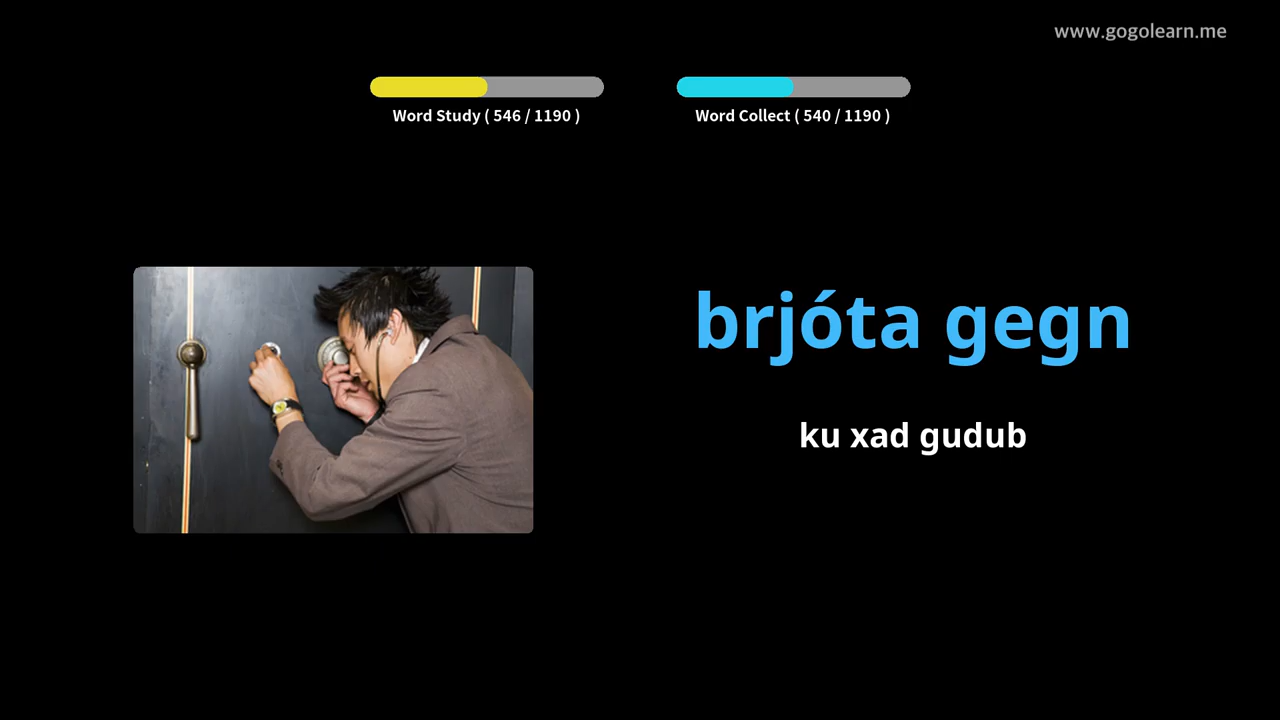 www.gogolearn.me
Word Study ( 546 / 1190 )
Word Collect ( 540 / 1190 )
brjóta gegn
ku xad gudub